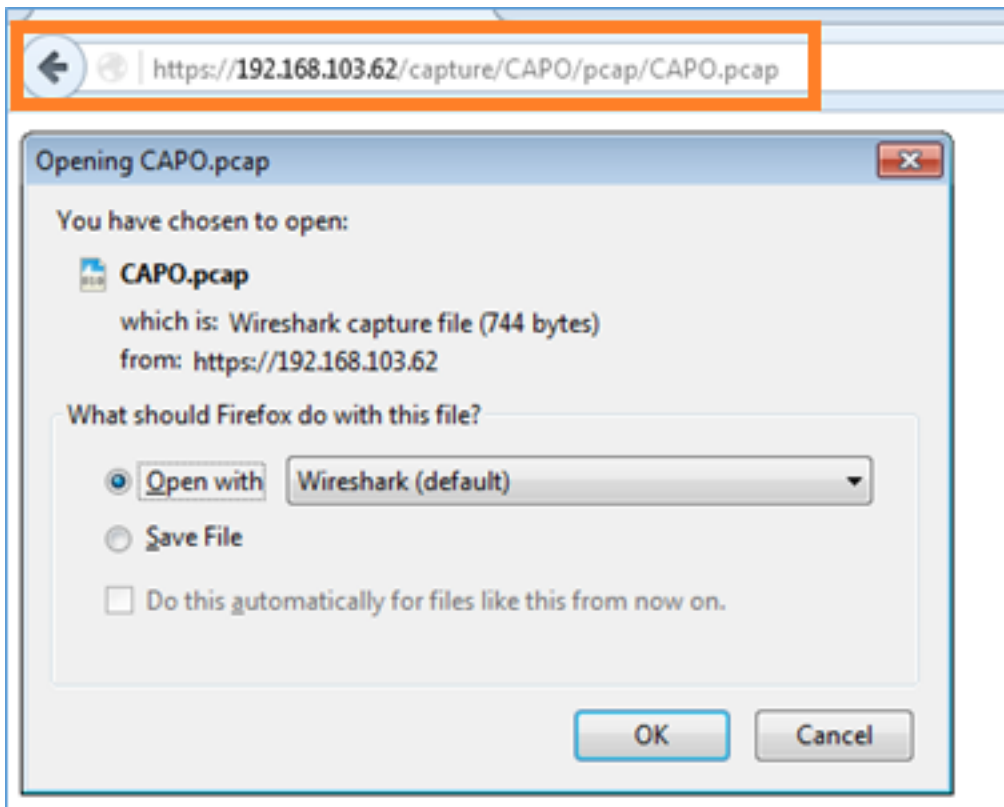 https://192.168.103.62/capture/CAPO/pcap/CAPO.pcap
Opening CAPO.pcap
You have chosen to open:
CAPO.pcap
which is: Wireshark capture file (744 bytes)
from: https://192.168.103.62
What should Firefox do with this file?
Open with Wireshark (default)
Save File
Do this automatically for files like this from now on.
OK Cancel